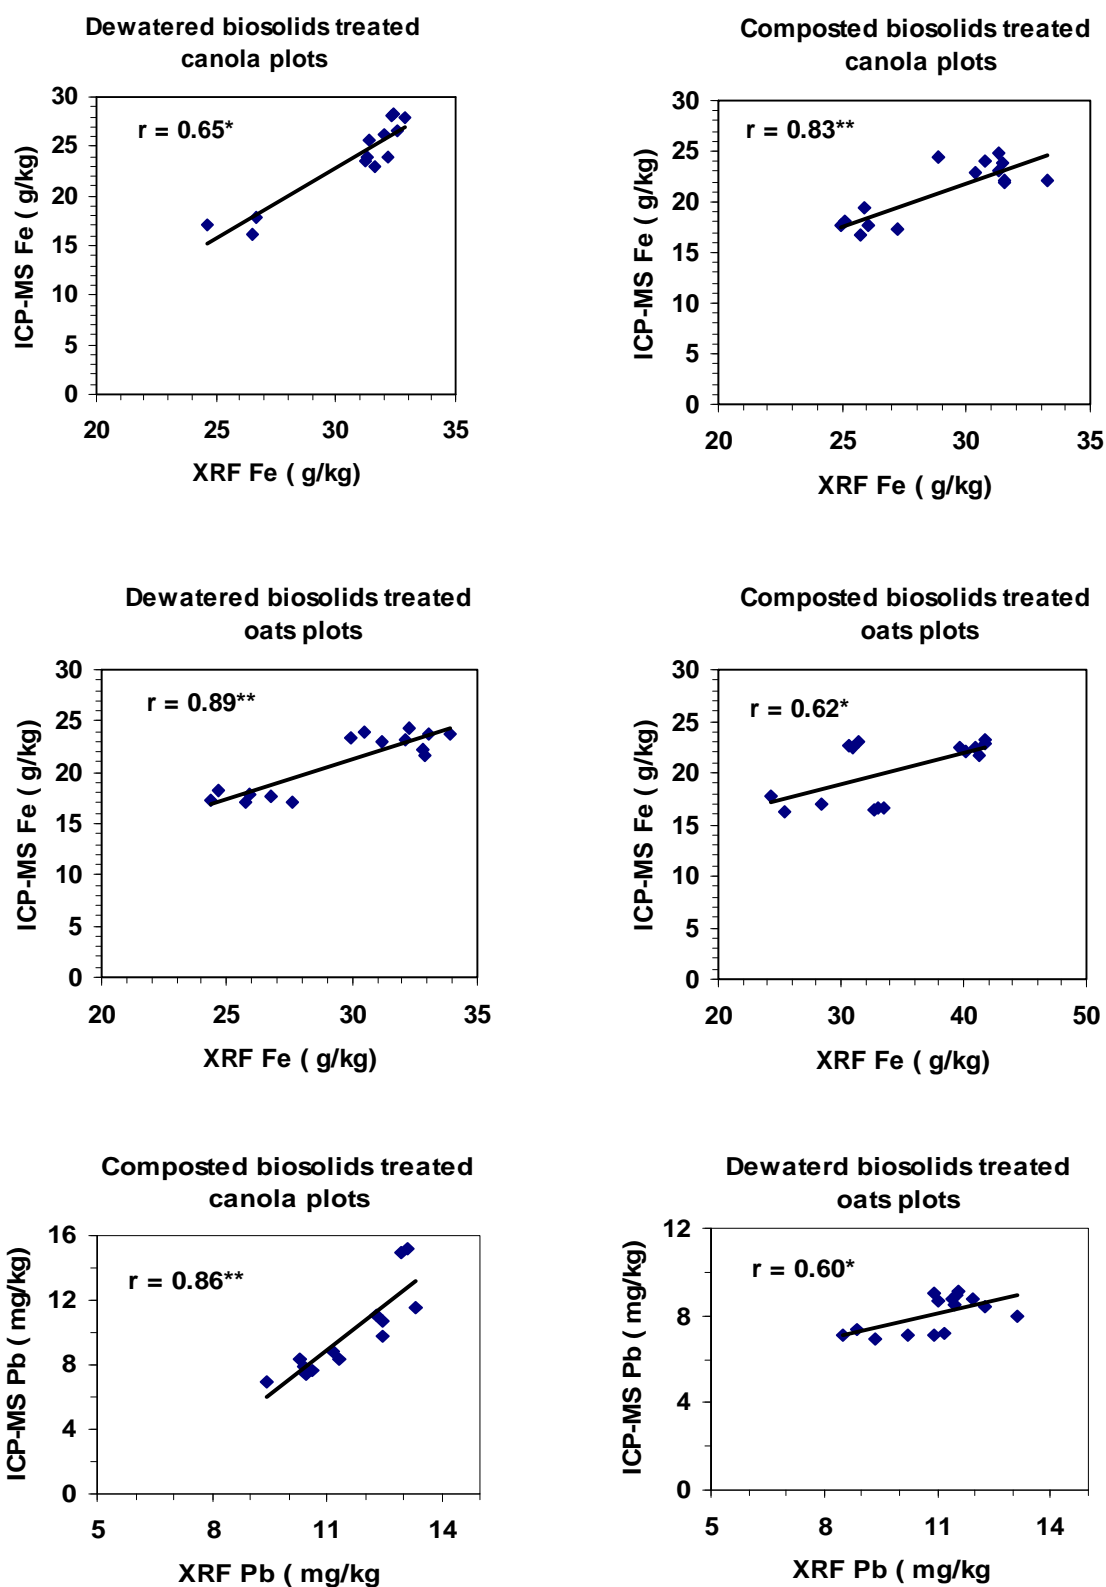 Dewatered biosolids treated
canola plots
r = 0.65*
ICP-MS Fe ( g/kg)
30
25
20
15
10
5
0
20 25 30 35
XRF Fe ( g/kg)
Composted biosolids treated
canola plots
r = 0.83**
ICP-MS Fe ( g/kg)
30
25
20
15
10
5
0
20 25 30 35
XRF Fe ( g/kg)
Dewatered biosolids treated
oats plots
r = 0.89**
ICP-MS Fe ( g/kg)
30
25
20
15
10
5
0
20 25 30 35
XRF Fe ( g/kg)
Composted biosolids treated
oats plots
r = 0.62*
ICP-MS Fe ( g/kg)
30
25
20
15
10
5
0
20 30 40 50
XRF Fe ( g/kg)
Composted biosolids treated
canola plots
r = 0.86**
ICP-MS Pb ( mg/kg)
16
12
8
4
0
5 8 11 14
XRF Pb ( mg/kg
Dewaterd biosolids treated
oats plots
r = 0.60*
ICP-MS Pb ( mg/kg)
12
8
4
0
5 8 11 14
XRF Pb ( mg/kg